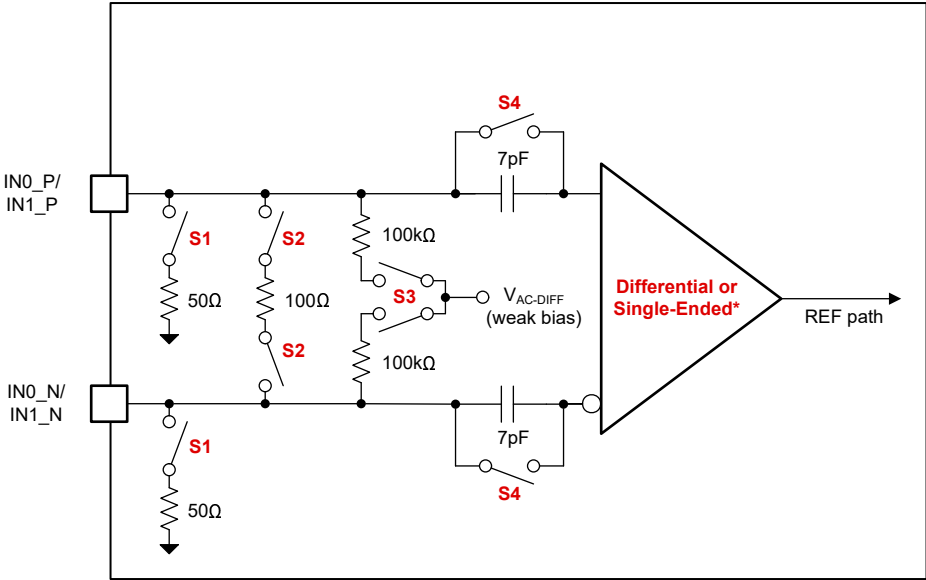 S4
7pF
IN0_P/
IN1_P
S1
S2
100kΩ
50Ω
100Ω
S3
VAC-DIFF
(weak bias)
Differential or
Single-Ended*
REF path
S2
100kΩ
IN0_N/
IN1_N
S1
7pF
S4
50Ω